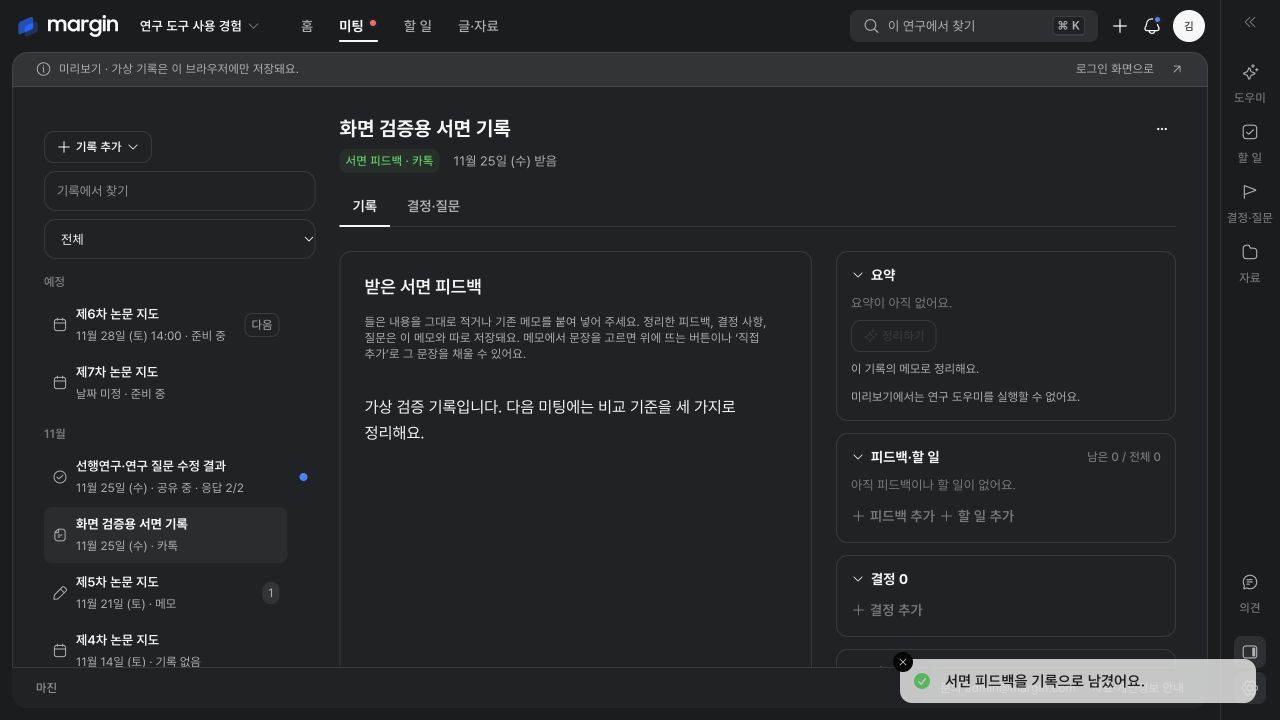 margin
연구 도구 사용 경험
홈
미팅
할 일
글·자료
이 연구에서 찾기
⌘ K
김
미리보기 · 가상 기록은 이 브라우저에만 저장돼요.
로그인 화면으로
도우미
할 일
결정·질문
자료
의견
기록 추가
기록에서 찾기
전체
예정
제6차 논문 지도
11월 28일 (토) 14:00 · 준비 중
다음
제7차 논문 지도
날짜 미정 · 준비 중
11월
선행연구·연구 질문 수정 결과
11월 25일 (수) · 공유 중 · 응답 2/2
화면 검증용 서면 기록
11월 25일 (수) · 카톡
제5차 논문 지도
11월 21일 (토) · 메모
1
제4차 논문 지도
11월 14일 (토) · 기록 없음
화면 검증용 서면 기록
서면 피드백 · 카톡
11월 25일 (수) 받음
기록
결정·질문
받은 서면 피드백
들은 내용을 그대로 적거나 기존 메모를 붙여 넣어 주세요. 정리한 피드백, 결정 사항,
질문은 이 메모와 따로 저장돼요. 메모에서 문장을 고르면 위에 뜨는 버튼이나 ‘직접
추가’로 그 문장을 채울 수 있어요.
가상 검증 기록입니다. 다음 미팅에는 비교 기준을 세 가지로
정리해요.
요약
요약이 아직 없어요.
정리하기
이 기록의 메모로 정리해요.
미리보기에서는 연구 도우미를 실행할 수 없어요.
피드백·할 일
남은 0 / 전체 0
아직 피드백이나 할 일이 없어요.
피드백 추가
할 일 추가
결정 0
결정 추가
마진
서면 피드백을 기록으로 남겼어요.